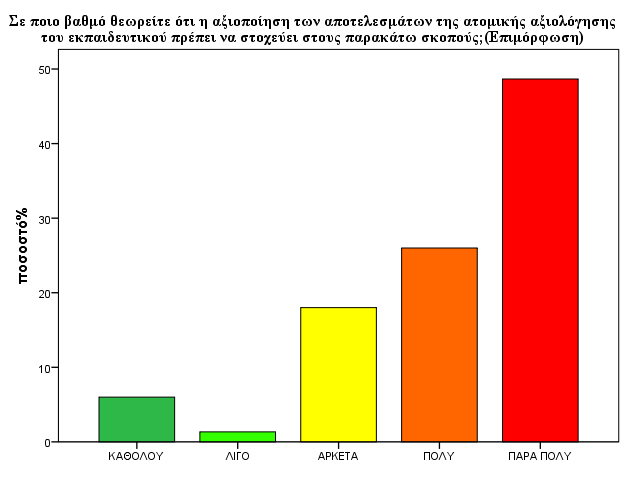 Σε ποιο βαθμό θεωρείτε ότι η αξιοποίηση των αποτελεσμάτων της ατομικής αξιολόγησης
του εκπαιδευτικού πρέπει να στοχεύει στους παρακάτω σκοπούς;(Επιμόρφωση)
50
40
30
20
10
0
ποσοστό%
ΚΑΘΟΛΟΥ ΛΙΓΟ ΑΡΚΕΤΑ ΠΟΛΥ ΠΑΡΑ ΠΟΛΥ